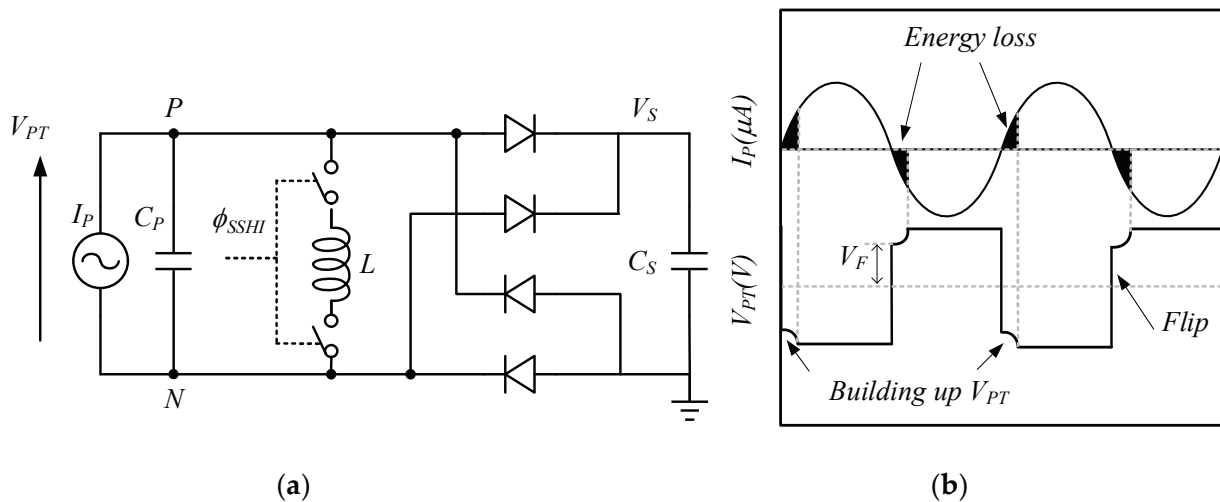 P
V_S
V_PT
I_P
C_P
ϕ_SSHI
L
C_S
N
(a)
Energy loss
I_P(μA)
V_F
V_PT(V)
Flip
Building up V_PT
(b)